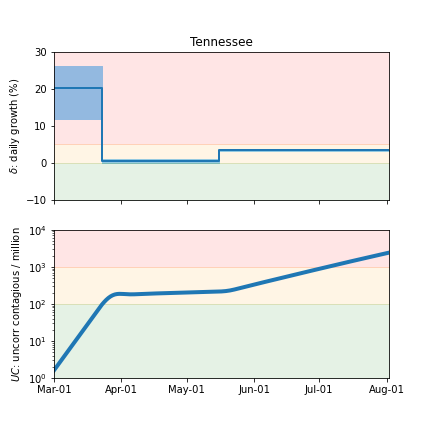 Tennessee
δ: daily growth (%)
30
20
10
0
−10
UC: uncorr contagious / million
10⁴
10³
10²
10¹
10⁰
Mar-01 Apr-01 May-01 Jun-01 Jul-01 Aug-01